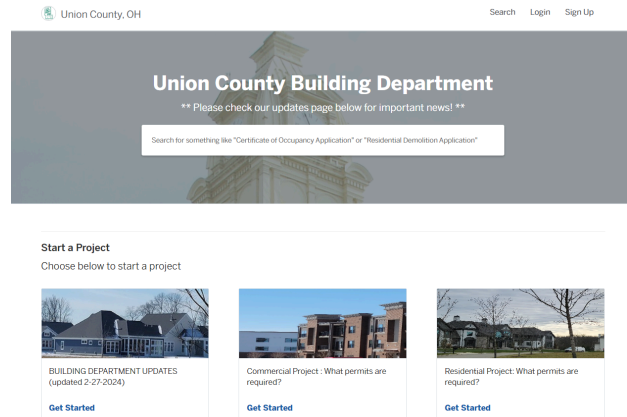 Union County, OH
Search Login Sign Up
Union County Building Department
** Please check our updates page below for important news! **
Search for something like "Certificate of Occupancy Application" or "Residential Demolition Application"
Start a Project
Choose below to start a project
BUILDING DEPARTMENT UPDATES
(updated 2-27-2024)
Get Started
Commercial Project : What permits are
required?
Get Started
Residential Project: What permits are
required?
Get Started